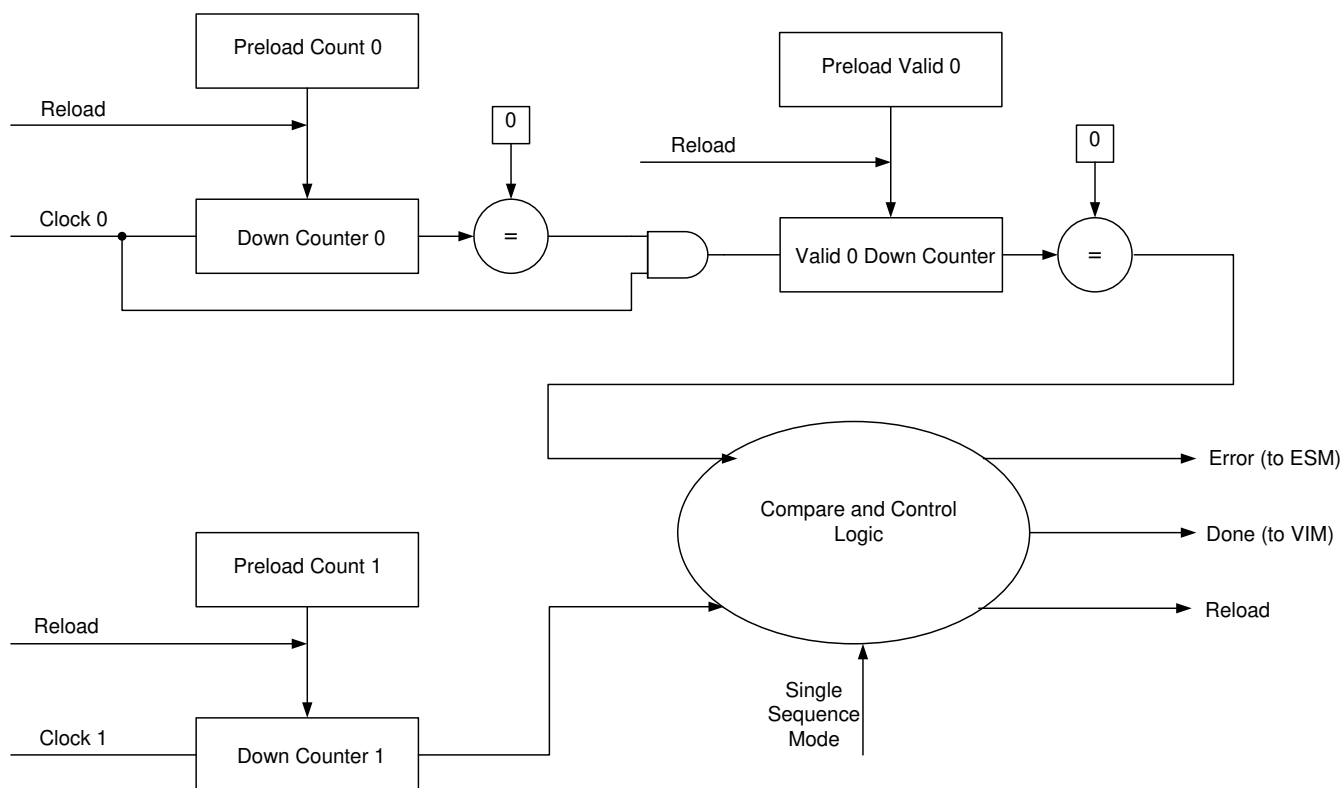 Preload Count 0
Preload Valid 0
Reload
0
Reload
0
Clock 0
Down Counter 0
=
Valid 0 Down Counter
=
Error (to ESM)
Compare and Control
Logic
Done (to VIM)
Preload Count 1
Reload
Reload
Single
Sequence
Mode
Clock 1
Down Counter 1